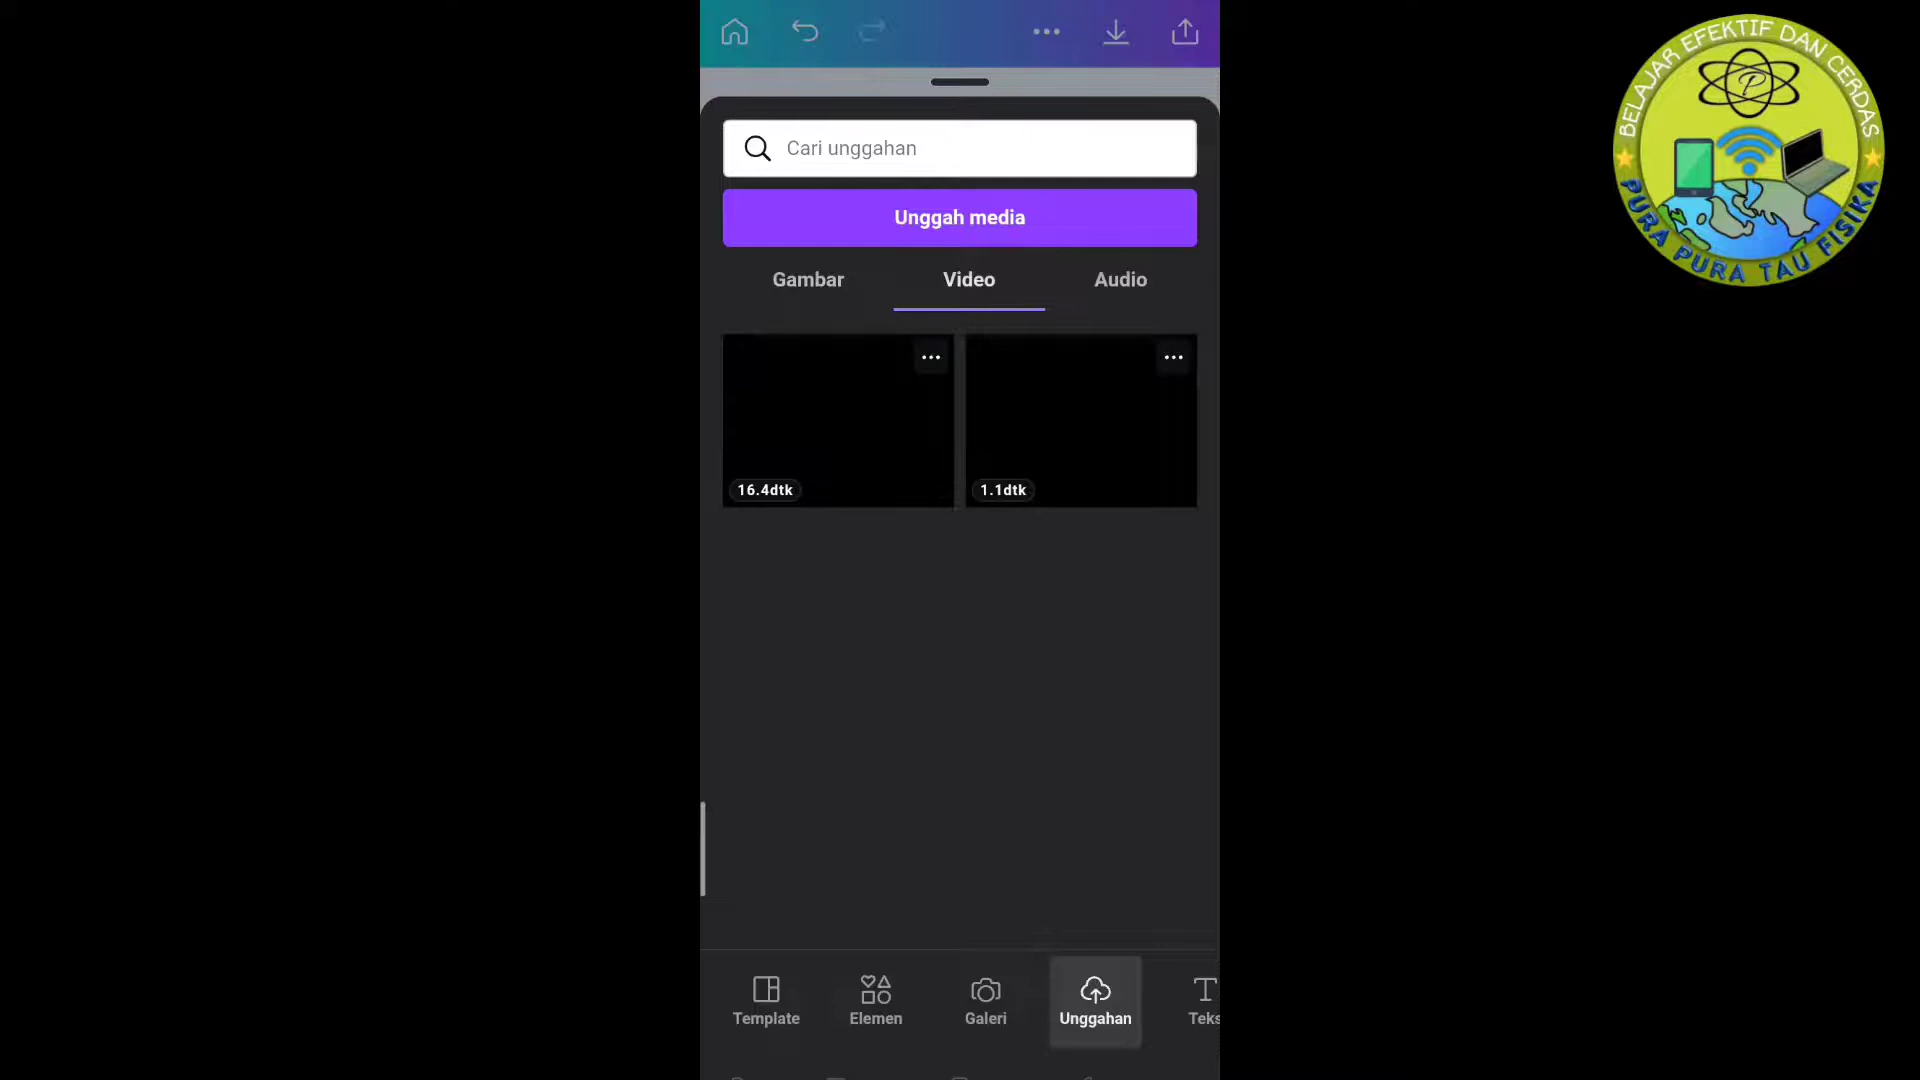 BELAJAR EFEKTIF DAN CERDAS
P
PURA PURA TAU FISIKA
Cari unggahan
Unggah media
Gambar Video Audio
16.4dtk 1.1dtk
Template Elemen Galeri Unggahan Teks